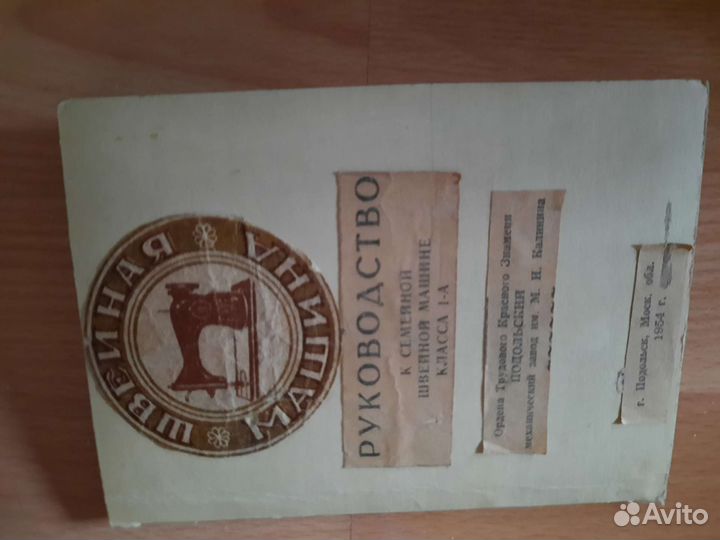 ШВЕЙНАЯ
МАШИНА
РУКОВОДСТВО
К СЕМЕЙНОЙ
ШВЕЙНОЙ МАШИНЕ
КЛАССА 1-А
Ордена Трудового Красного Знамени
ПОДОЛЬСКИЙ
механический завод им. М. И. Калинина
г. Подольск, Моск. обл.
1954 г.
Avito